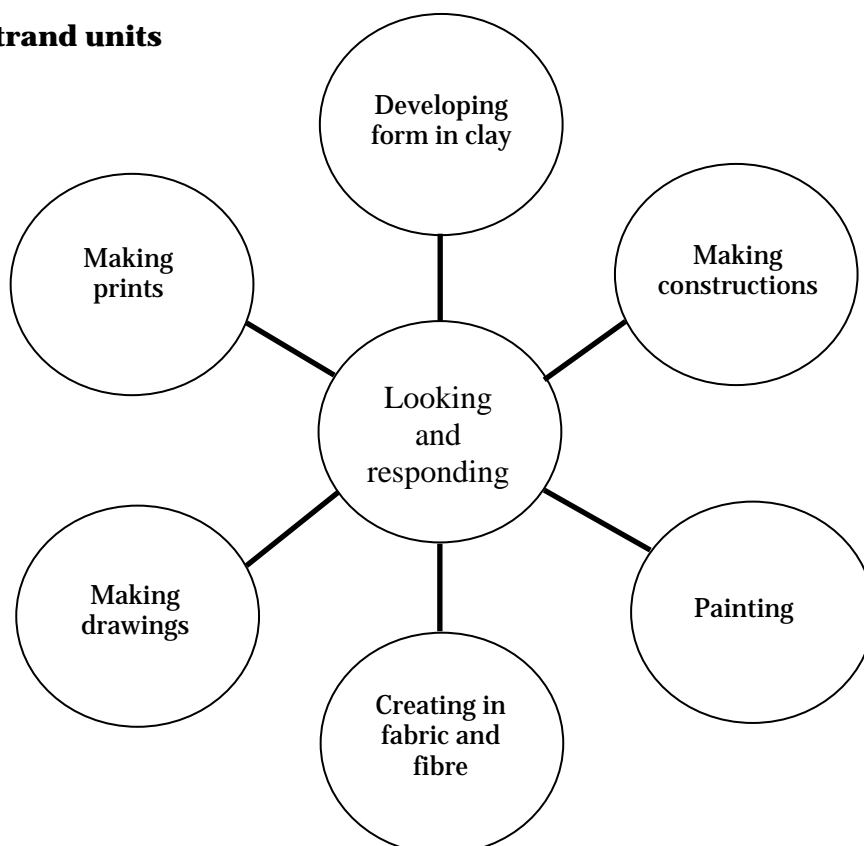 trand units
Developing
form in clay
Making
prints
Making
constructions
Looking
and
responding
Making
drawings
Painting
Creating in
fabric and
fibre